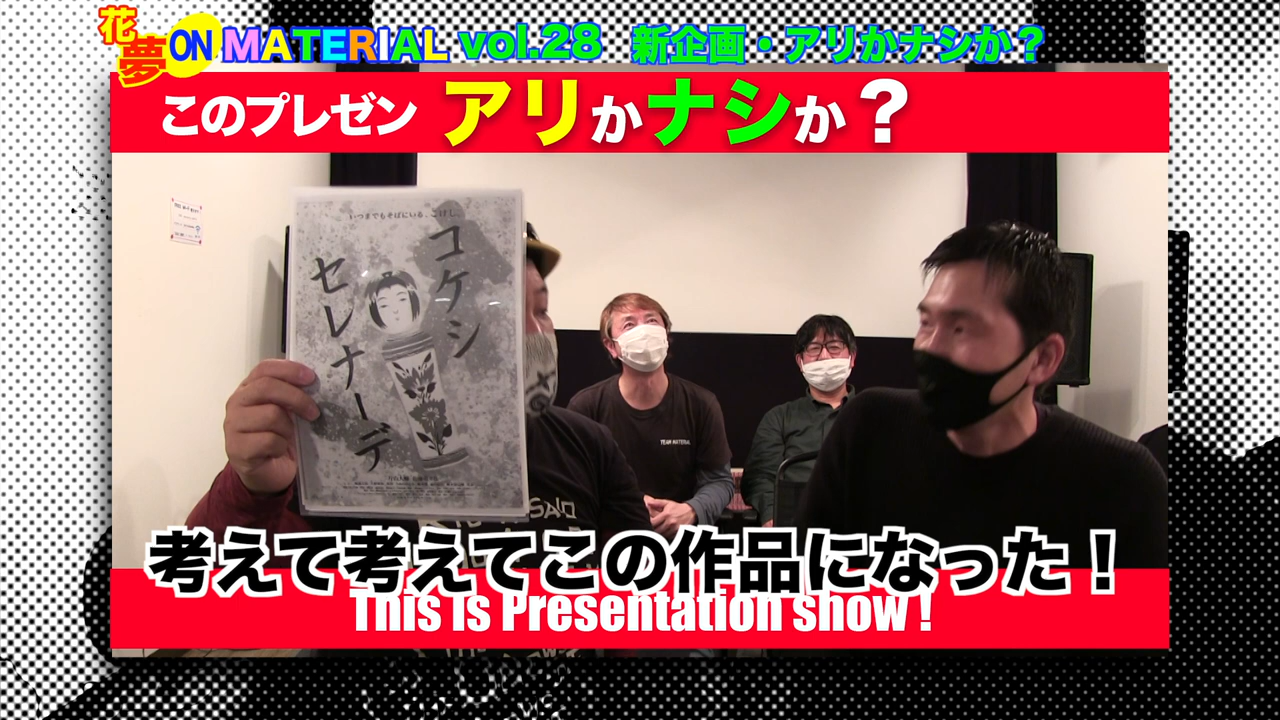 花夢ON MATERIAL vol.28 新企画・アリかナシか？
このプレゼン アリかナシか？
いつまでもそばにいる、こけし。
コケシ
セレナーデ
TEAM MATERIAL
考えて考えてこの作品になった！
This is Presentation show !